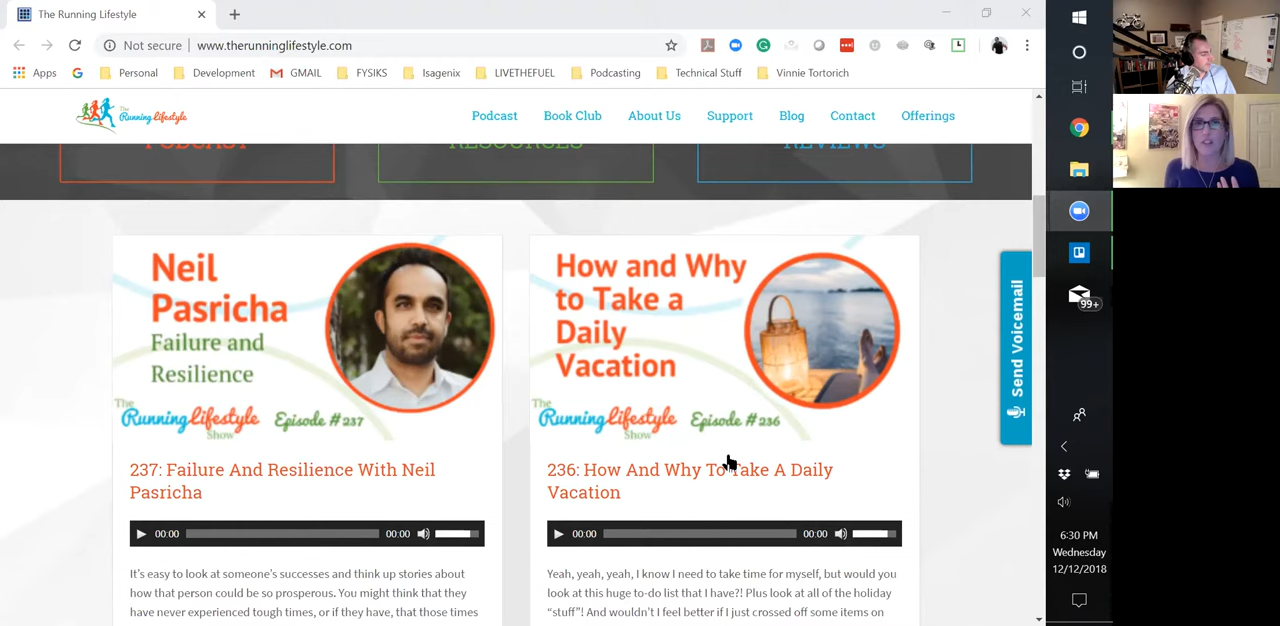 The Running Lifestyle
Not secure | www.therunninglifestyle.com
Apps Personal Development GMAIL FYSIKS Isagenix LIVETHEFUEL Podcasting Technical Stuff Vinnie Tortorich
The Running Lifestyle
Podcast Book Club About Us Support Blog Contact Offerings
PODCAST RESOURCES REVIEWS
Neil
Pasricha
Failure and
Resilience
The
Running Lifestyle
Show
Episode #237
How and Why
to Take a
Daily
Vacation
The
Running Lifestyle
Show
Episode #236
237: Failure And Resilience With Neil
Pasricha
00:00 00:00
It's easy to look at someone's successes and think up stories about
how that person could be so prosperous. You might think that they
have never experienced tough times, or if they have, that those times
236: How And Why To Take A Daily
Vacation
00:00 00:00
Yeah, yeah, yeah, I know I need to take time for myself, but would you
look at this huge to-do list that I have?! Plus look at all of the holiday
"stuff"! And wouldn't I feel better if I just crossed off some items on
Send Voicemail
99+
6:30 PM
Wednesday
12/12/2018